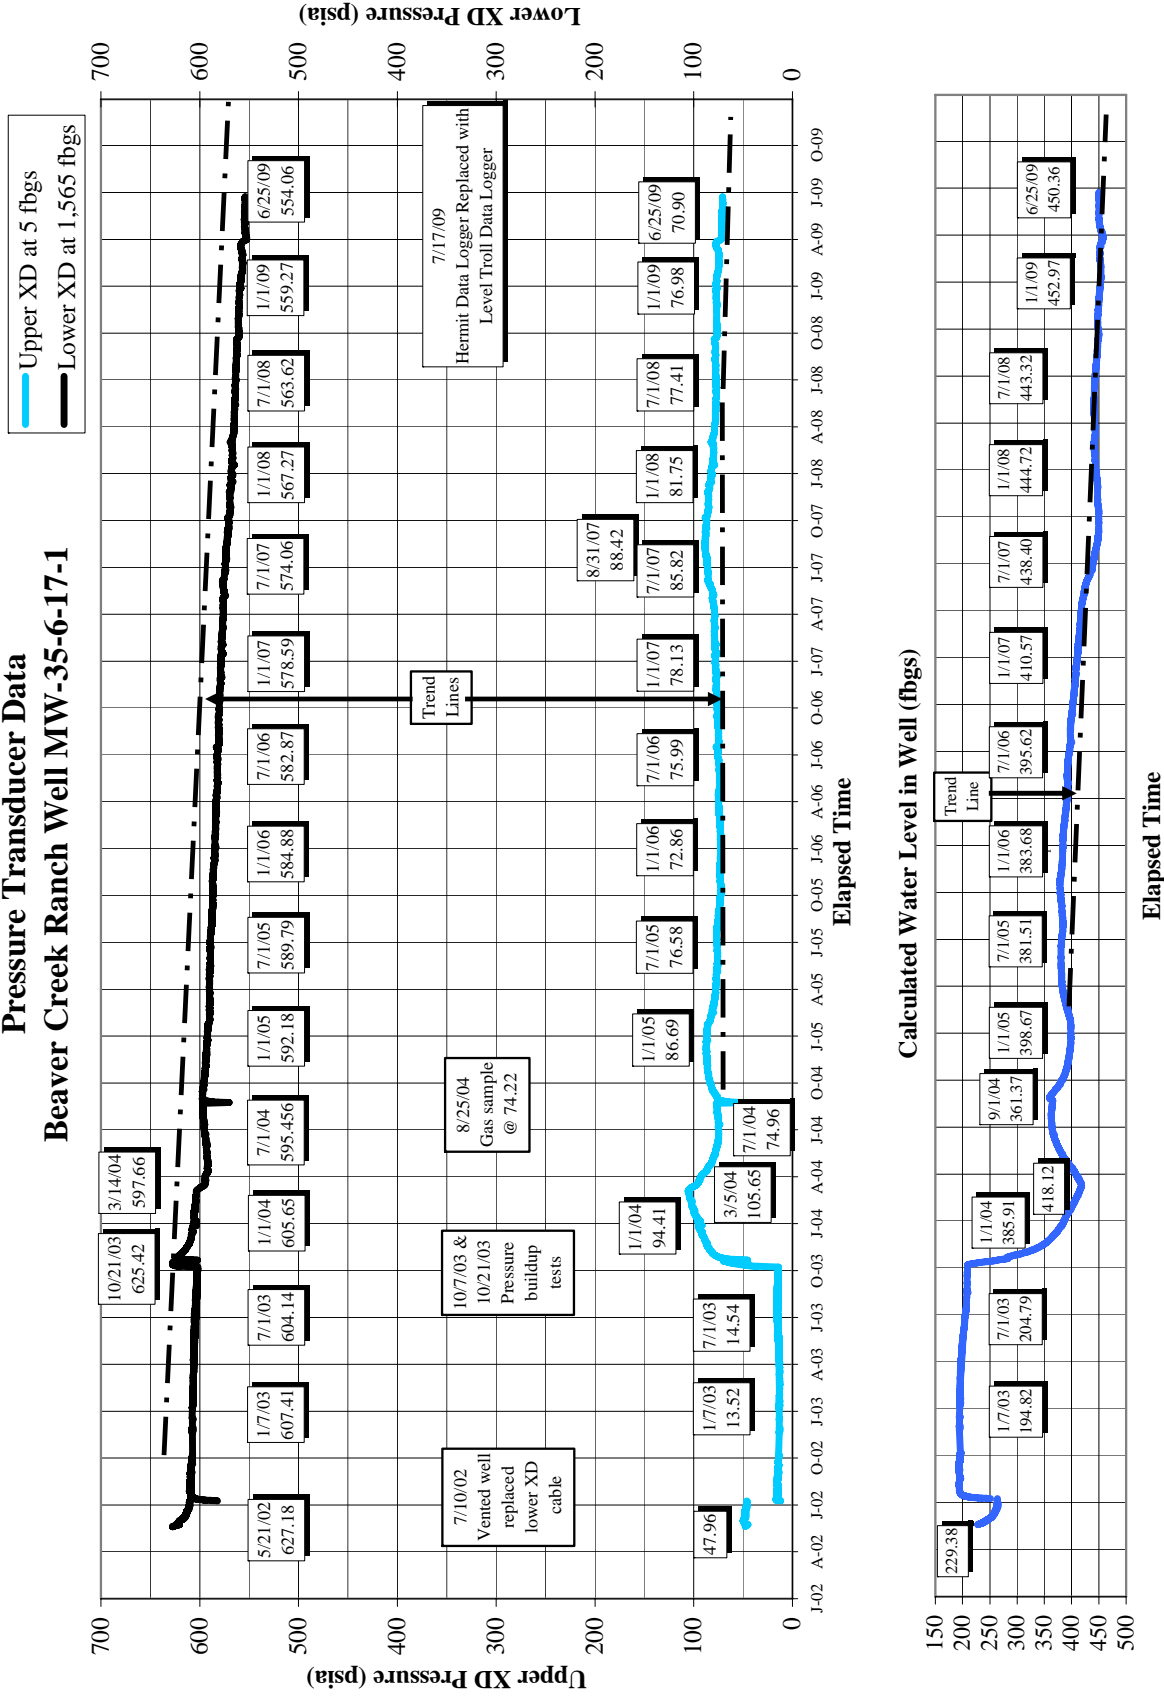 Pressure Transducer Data
Beaver Creek Ranch Well MW-35-6-17-1
Upper XD at 5 fbgs
Lower XD at 1,565 fbgs
Upper XD Pressure (psia)
700
600
500
400
300
200
100
0
Lower XD Pressure (psia)
700
600
500
400
300
200
100
0
5/21/02
627.18
1/7/03
607.41
7/1/03
604.14
10/21/03
625.42
1/1/04
605.65
3/14/04
597.66
7/1/04
595.456
1/1/05
592.18
7/1/05
589.79
1/1/06
584.88
7/1/06
582.87
1/1/07
578.59
7/1/07
574.06
1/1/08
567.27
7/1/08
563.62
1/1/09
559.27
6/25/09
554.06
7/10/02
Vented well
replaced
lower XD
cable
10/7/03 &
10/21/03
Pressure
buildup
tests
8/25/04
Gas sample
@ 74.22
Trend
Lines
7/17/09
Hermit Data Logger Replaced with
Level Troll Data Logger
47.96
1/7/03
13.52
7/1/03
14.54
1/1/04
94.41
3/5/04
105.65
7/1/04
74.96
1/1/05
86.69
7/1/05
76.58
1/1/06
72.86
7/1/06
75.99
1/1/07
78.13
8/31/07
88.42
7/1/07
85.82
1/1/08
81.75
7/1/08
77.41
1/1/09
76.98
6/25/09
70.90
J-02
A-02
J-02
O-02
J-03
A-03
J-03
O-03
J-04
A-04
J-04
O-04
J-05
A-05
J-05
O-05
J-06
A-06
J-06
O-06
J-07
A-07
J-07
O-07
J-08
A-08
J-08
O-08
J-09
A-09
J-09
O-09
Elapsed Time
Calculated Water Level in Well (fbgs)
150
200
250
300
350
400
450
500
229.38
1/7/03
194.82
7/1/03
204.79
1/1/04
385.91
418.12
9/1/04
361.37
1/1/05
398.67
7/1/05
381.51
1/1/06
383.68
Trend
Line
7/1/06
395.62
1/1/07
410.57
7/1/07
438.40
1/1/08
444.72
7/1/08
443.32
1/1/09
452.97
6/25/09
450.36
Elapsed Time